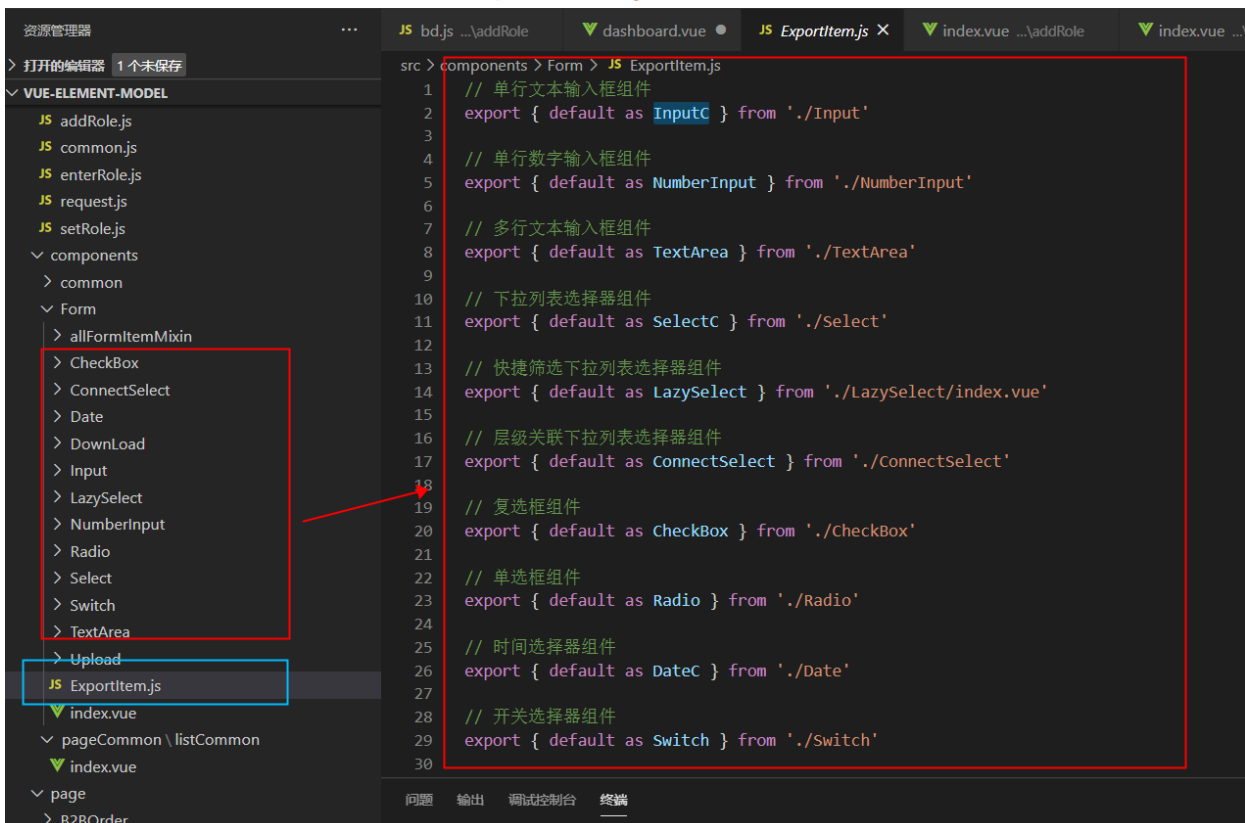 资源管理器 ···
打开的编辑器 1个未保存
VUE-ELEMENT-MODEL
JS addRole.js
JS common.js
JS enterRole.js
JS request.js
JS setRole.js
components
common
Form
allFormItemMixin
CheckBox
ConnectSelect
Date
DownLoad
Input
LazySelect
NumberInput
Radio
Select
Switch
TextArea
Upload
JS ExportItem.js
index.vue
pageCommon \ listCommon
index.vue
page
B2BOrder
JS bd.js ...\addRole dashboard.vue JS ExportItem.js index.vue ...\addRole index.vue ...\
src > components > Form > JS ExportItem.js
1 // 单行文本输入框组件
2 export { default as InputC } from './Input'
3
4 // 单行数字输入框组件
5 export { default as NumberInput } from './NumberInput'
6
7 // 多行文本输入框组件
8 export { default as TextArea } from './TextArea'
9
10 // 下拉列表选择器组件
11 export { default as SelectC } from './Select'
12
13 // 快捷筛选下拉列表选择器组件
14 export { default as LazySelect } from './LazySelect/index.vue'
15
16 // 层级关联下拉列表选择器组件
17 export { default as ConnectSelect } from './ConnectSelect'
18
19 // 复选框组件
20 export { default as CheckBox } from './CheckBox'
21
22 // 单选框组件
23 export { default as Radio } from './Radio'
24
25 // 时间选择器组件
26 export { default as DateC } from './Date'
27
28 // 开关选择器组件
29 export { default as Switch } from './Switch'
30
问题 输出 调试控制台 终端